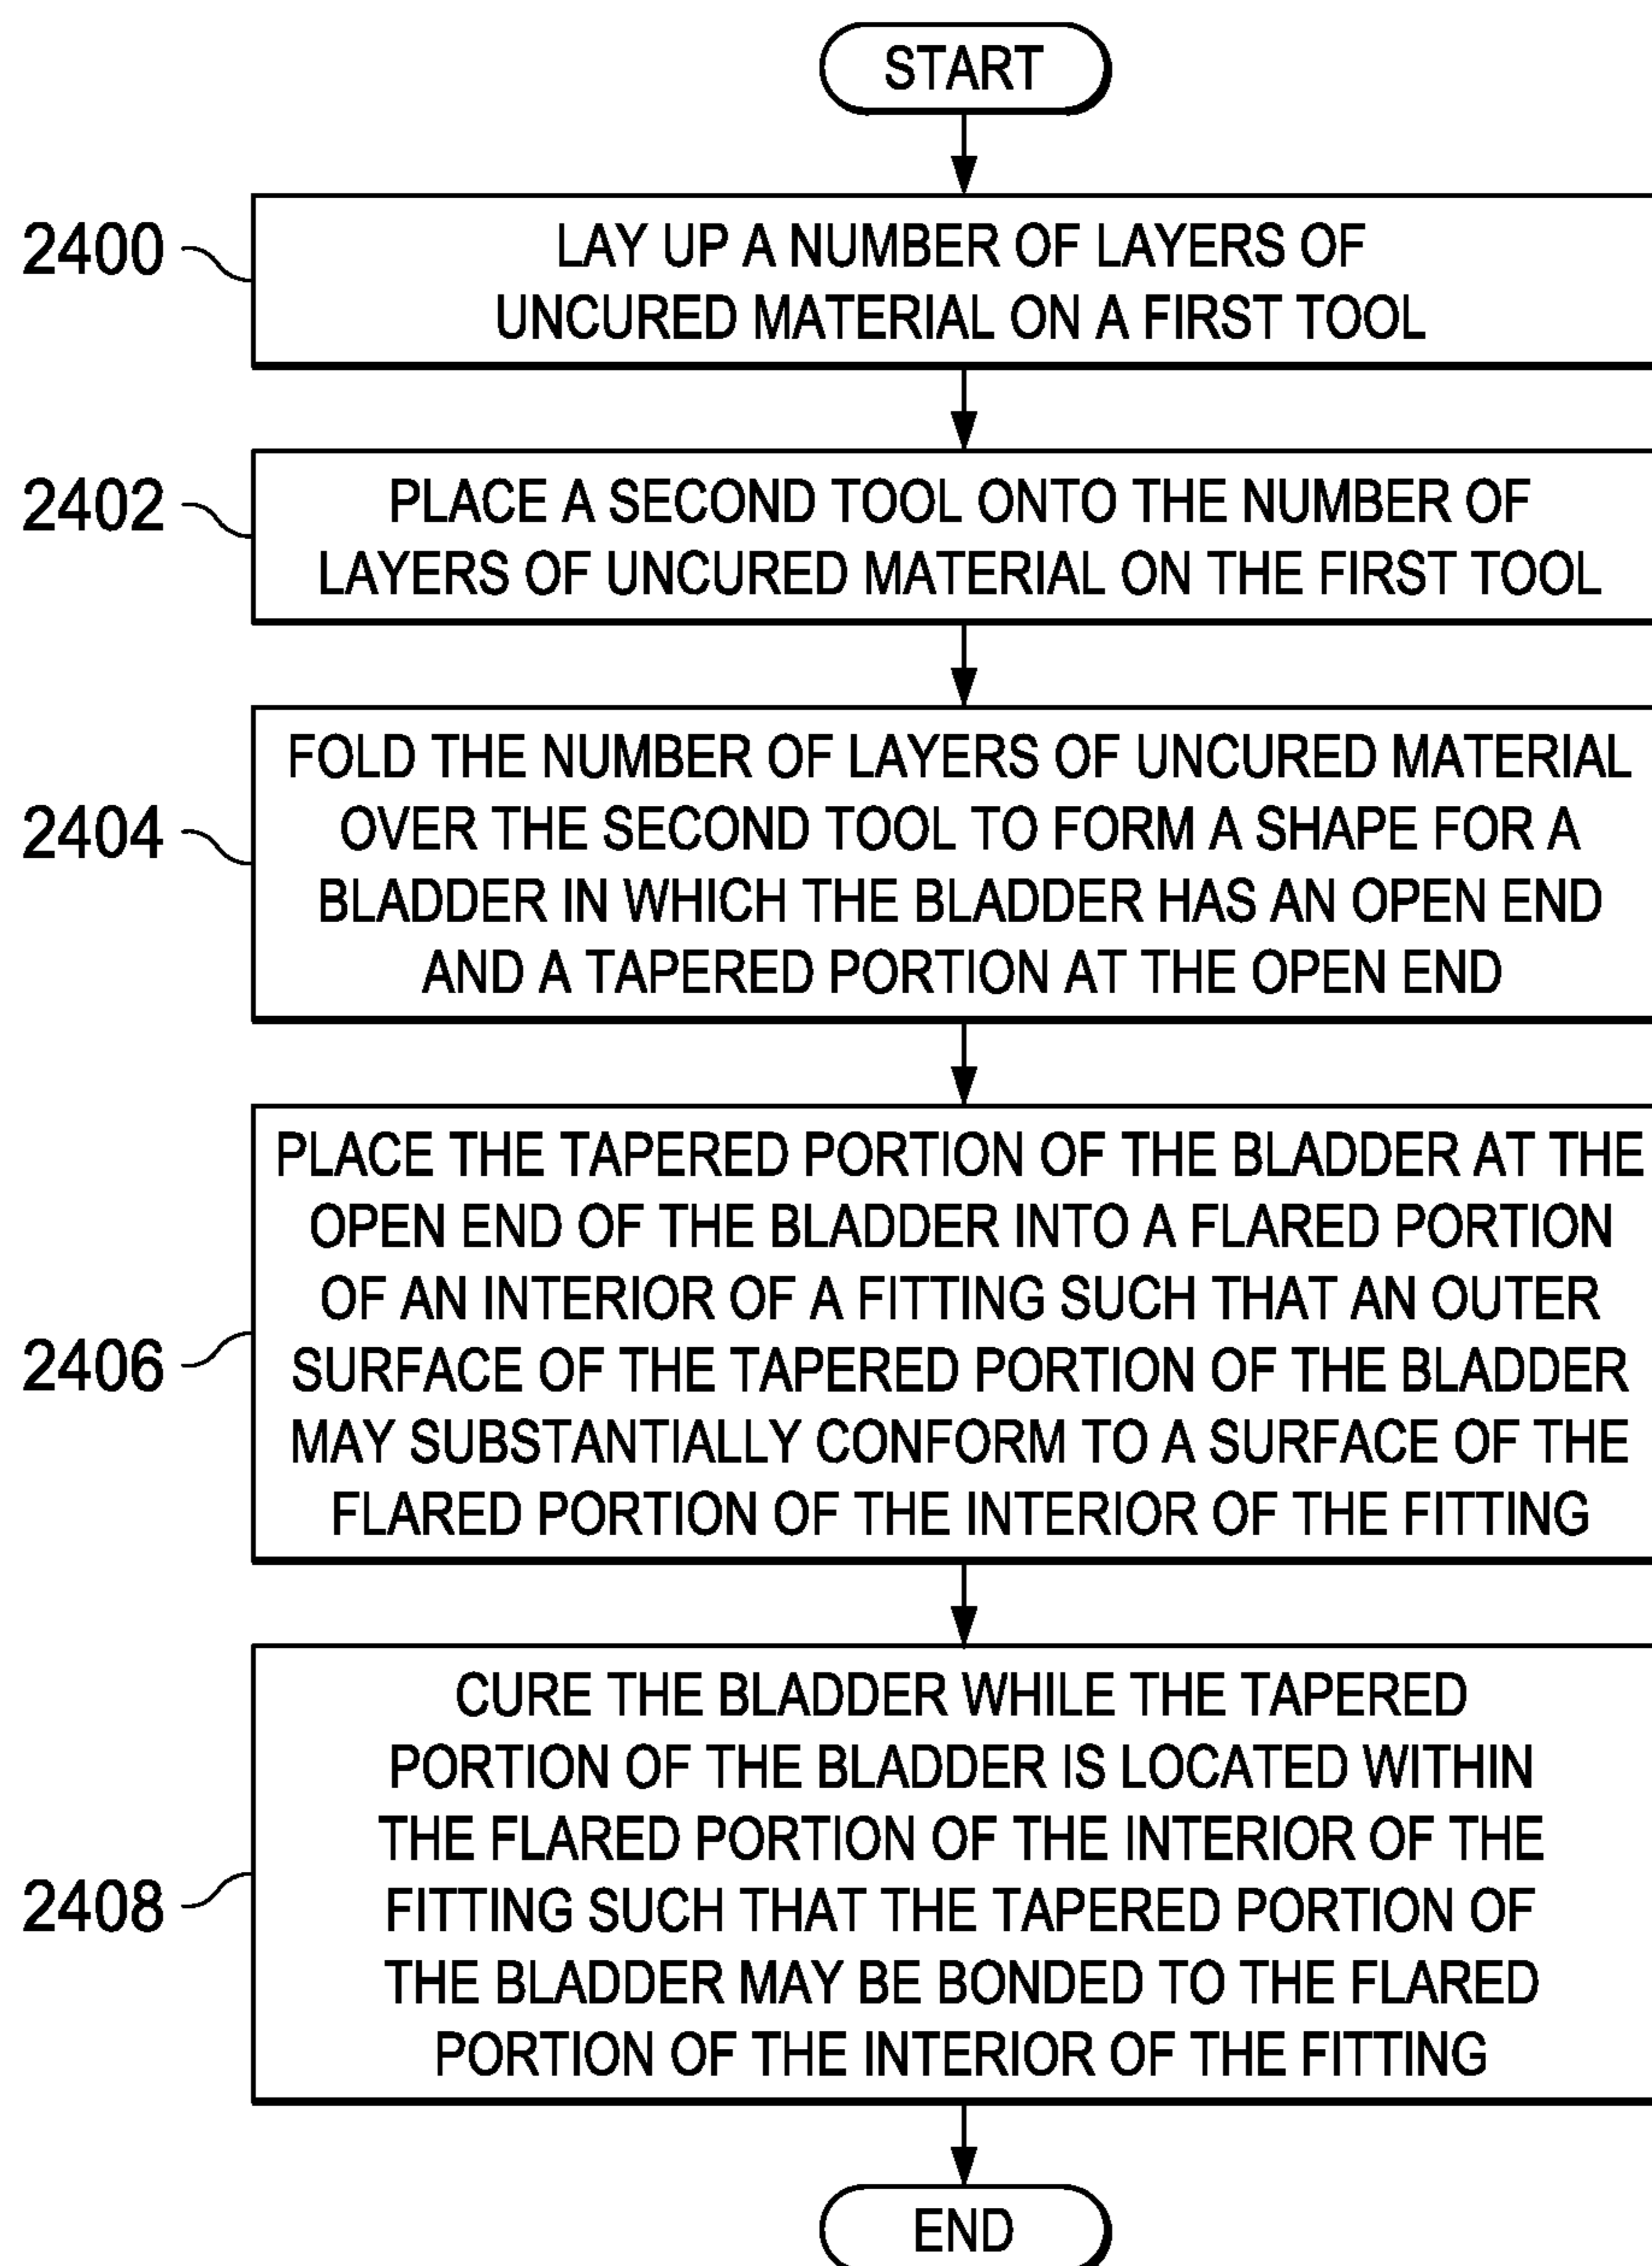 START
2400
LAY UP A NUMBER OF LAYERS OF
UNCURED MATERIAL ON A FIRST TOOL
2402
PLACE A SECOND TOOL ONTO THE NUMBER OF
LAYERS OF UNCURED MATERIAL ON THE FIRST TOOL
2404
FOLD THE NUMBER OF LAYERS OF UNCURED MATERIAL
OVER THE SECOND TOOL TO FORM A SHAPE FOR A
BLADDER IN WHICH THE BLADDER HAS AN OPEN END
AND A TAPERED PORTION AT THE OPEN END
2406
PLACE THE TAPERED PORTION OF THE BLADDER AT THE
OPEN END OF THE BLADDER INTO A FLARED PORTION
OF AN INTERIOR OF A FITTING SUCH THAT AN OUTER
SURFACE OF THE TAPERED PORTION OF THE BLADDER
MAY SUBSTANTIALLY CONFORM TO A SURFACE OF THE
FLARED PORTION OF THE INTERIOR OF THE FITTING
2408
CURE THE BLADDER WHILE THE TAPERED
PORTION OF THE BLADDER IS LOCATED WITHIN
THE FLARED PORTION OF THE INTERIOR OF THE
FITTING SUCH THAT THE TAPERED PORTION OF
THE BLADDER MAY BE BONDED TO THE FLARED
PORTION OF THE INTERIOR OF THE FITTING
END